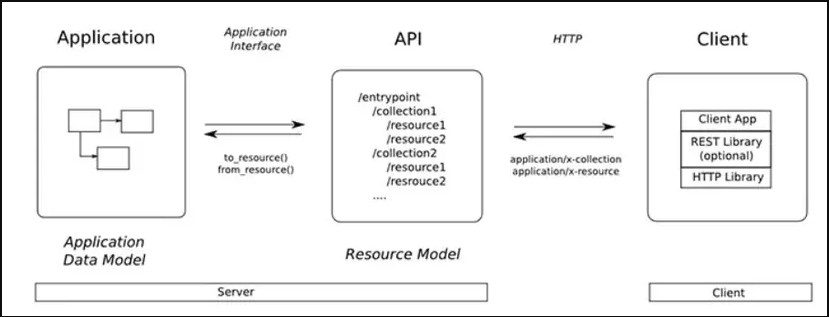 Application
Application
Interface
API
HTTP
Client
/entrypoint
/collection1
/resource1
/resource2
/collection2
/resource1
/resrouce2
....
to_resource()
from_resource()
application/x-collection
application/x-resource
Client App
REST Library
(optional)
HTTP Library
Application
Data Model
Resource Model
Server
Client